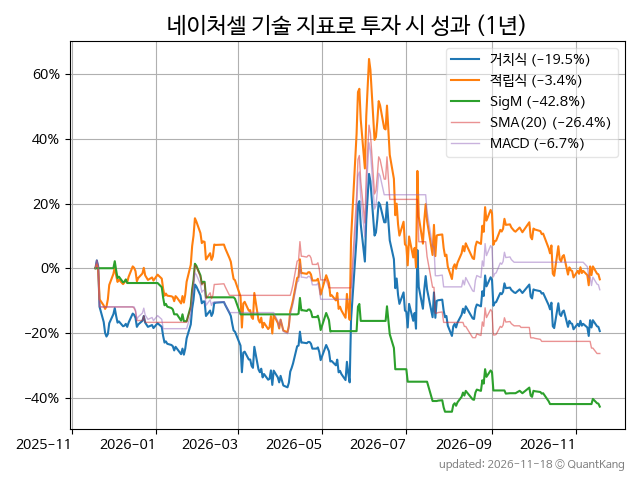 네이처셀 기술 지표로 투자 시 성과 (1년)
거치식 (-19.5%)
적립식 (-3.4%)
SigM (-42.8%)
SMA(20) (-26.4%)
MACD (-6.7%)
60%
40%
20%
0%
-20%
-40%
2025-11 2026-01 2026-03 2026-05 2026-07 2026-09 2026-11
updated: 2026-11-18 © QuantKang